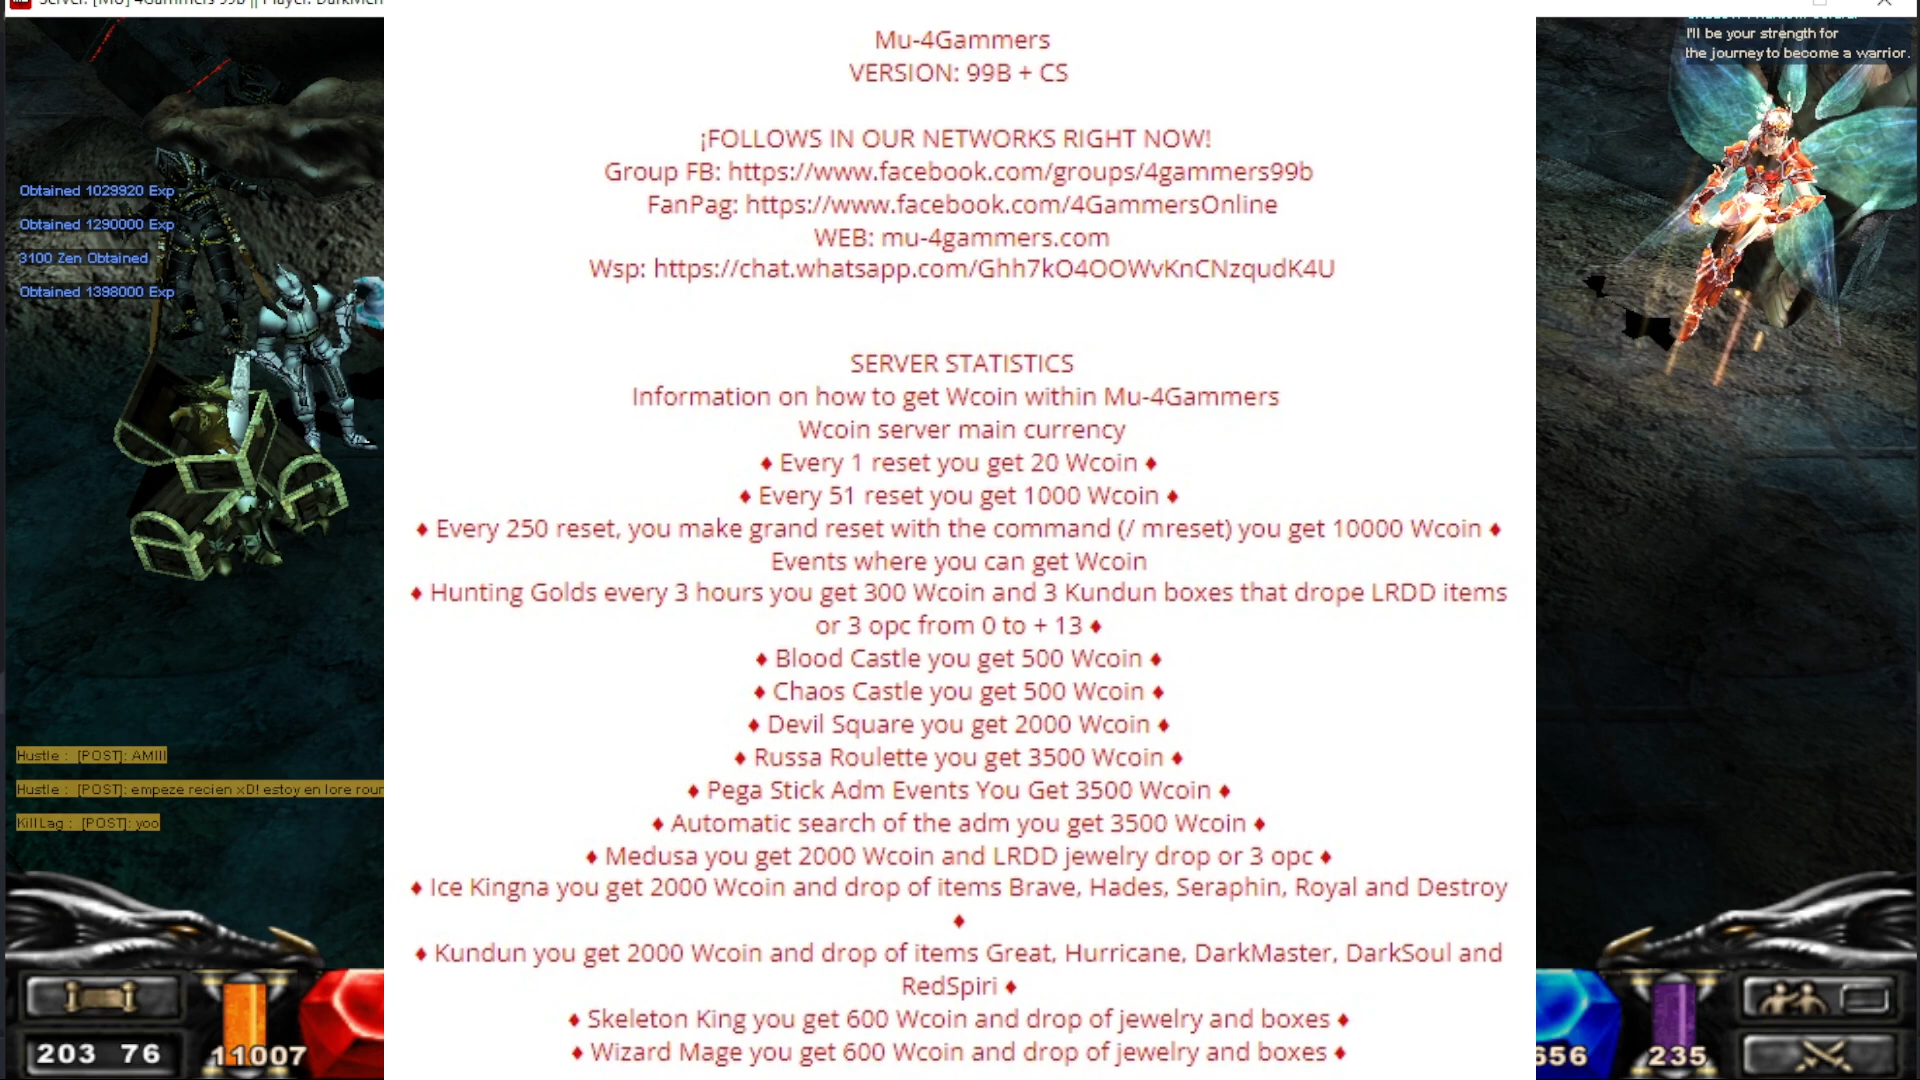 Server: [MU] 4Gammers 99B || Player: DarkMen
Obtained 1029920 Exp
Obtained 1290000 Exp
3100 Zen Obtained
Obtained 1398000 Exp
Hustle : [POST]: AMIII
Hustle : [POST]: empeze recien xD! estoy en lore
KillLag : [POST]: yoo
203 76
11007
Mu-4Gammers
VERSION: 99B + CS
¡FOLLOWS IN OUR NETWORKS RIGHT NOW!
Group FB: https://www.facebook.com/groups/4gammers99b
FanPag: https://www.facebook.com/4GammersOnline
WEB: mu-4gammers.com
Wsp: https://chat.whatsapp.com/Ghh7kO4OOWvKnCNzqudK4U
SERVER STATISTICS
Information on how to get Wcoin within Mu-4Gammers
Wcoin server main currency
♦ Every 1 reset you get 20 Wcoin ♦
♦ Every 51 reset you get 1000 Wcoin ♦
♦ Every 250 reset, you make grand reset with the command (/ mreset) you get 10000 Wcoin ♦
Events where you can get Wcoin
♦ Hunting Golds every 3 hours you get 300 Wcoin and 3 Kundun boxes that drope LRDD items
or 3 opc from 0 to + 13 ♦
♦ Blood Castle you get 500 Wcoin ♦
♦ Chaos Castle you get 500 Wcoin ♦
♦ Devil Square you get 2000 Wcoin ♦
♦ Russa Roulette you get 3500 Wcoin ♦
♦ Pega Stick Adm Events You Get 3500 Wcoin ♦
♦ Automatic search of the adm you get 3500 Wcoin ♦
♦ Medusa you get 2000 Wcoin and LRDD jewelry drop or 3 opc ♦
♦ Ice Kingna you get 2000 Wcoin and drop of items Brave, Hades, Seraphin, Royal and Destroy
♦
♦ Kundun you get 2000 Wcoin and drop of items Great, Hurricane, DarkMaster, DarkSoul and
RedSpiri ♦
♦ Skeleton King you get 600 Wcoin and drop of jewelry and boxes ♦
♦ Wizard Mage you get 600 Wcoin and drop of jewelry and boxes ♦
I'll be your strength for
the journey to become a warrior.
656
235